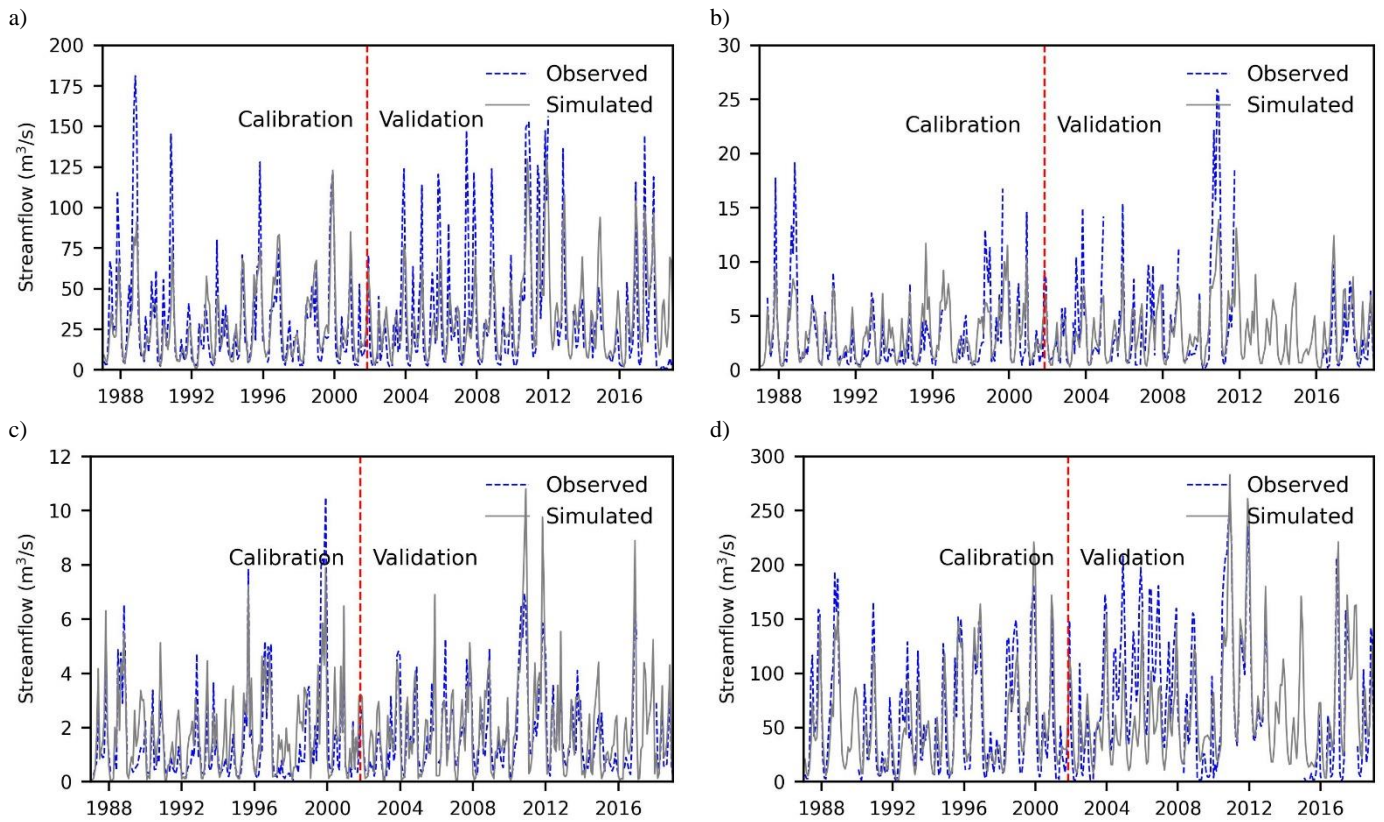 a)
200
175
150
125
100
75
50
25
0
Streamflow (m³/s)
Observed
Simulated
Calibration
Validation
1988 1992 1996 2000 2004 2008 2012 2016
b)
30
25
20
15
10
5
0
Observed
Simulated
Calibration
Validation
1988 1992 1996 2000 2004 2008 2012 2016
c)
12
10
8
6
4
2
0
Streamflow (m³/s)
Observed
Simulated
Calibration
Validation
1988 1992 1996 2000 2004 2008 2012 2016
d)
300
250
200
150
100
50
0
Streamflow (m³/s)
Observed
Simulated
Calibration
Validation
1988 1992 1996 2000 2004 2008 2012 2016